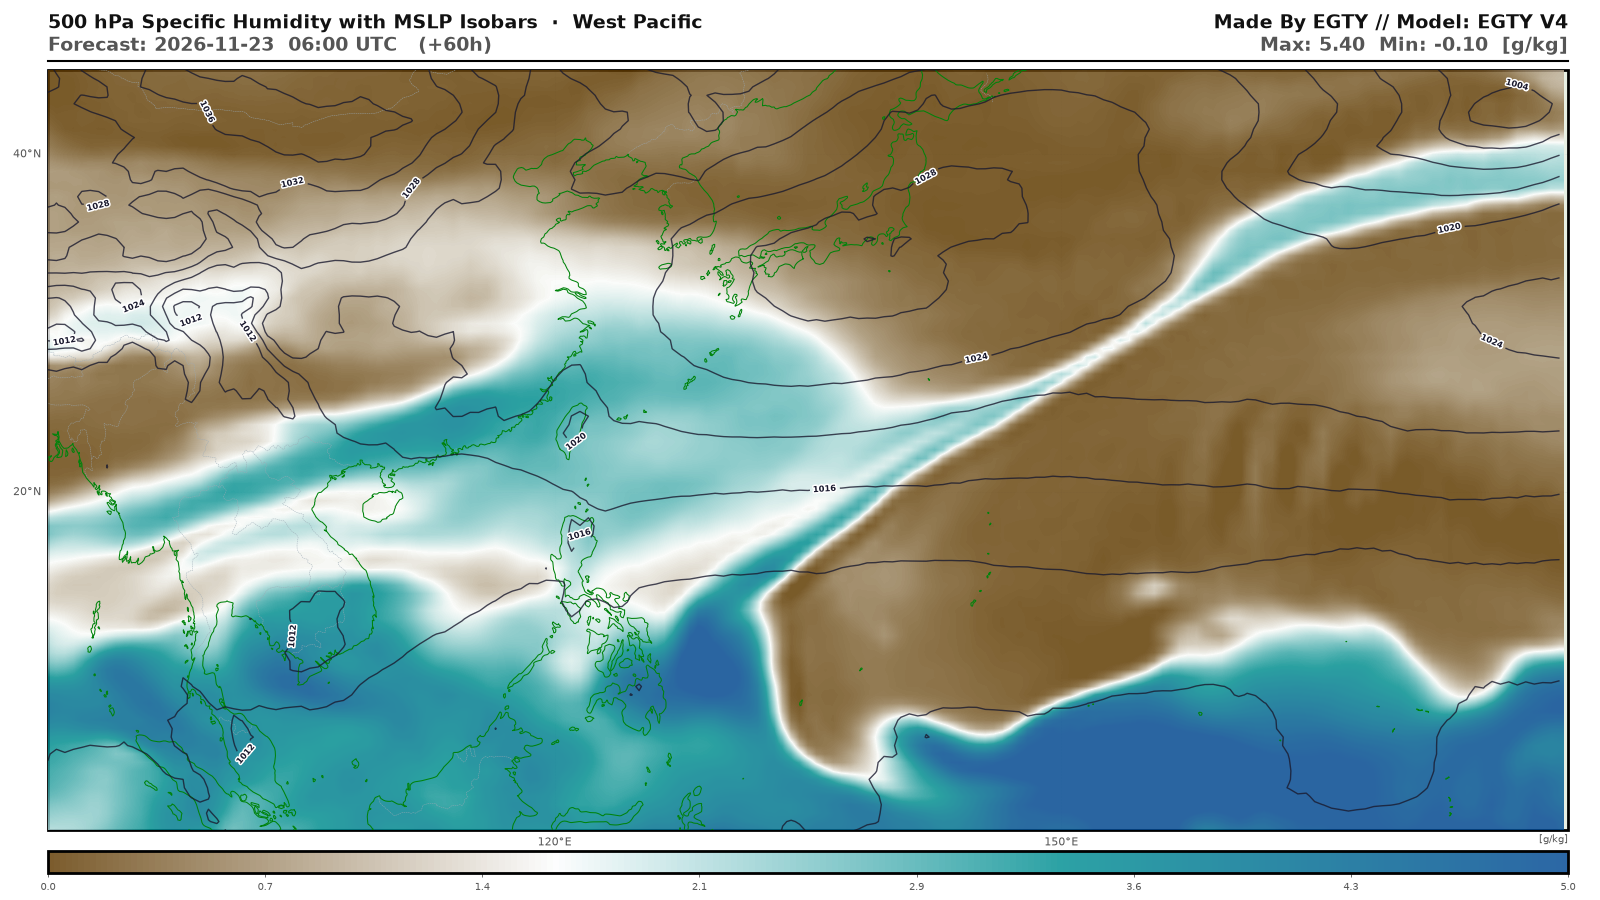 500 hPa Specific Humidity with MSLP Isobars · West Pacific
Made By EGTY // Model: EGTY V4
Forecast: 2026-11-23 06:00 UTC (+60h)
Max: 5.40 Min: -0.10 [g/kg]
1004
1036
40°N
1032
1028
1028
1028
1020
1024
1012
1012
1012
1024
1024
1020
20°N
1016
1016
1012
1012
120°E
150°E
[g/kg]
0.0 0.7 1.4 2.1 2.9 3.6 4.3 5.0